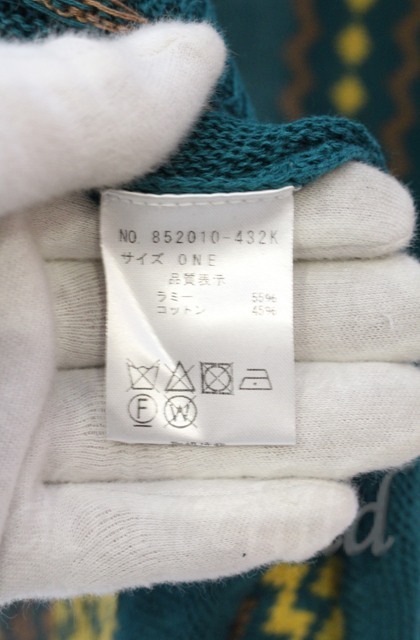 NO. 852010-432K
サイズ ONE
品質表示
ラミー 55%
コットン 45%
F W